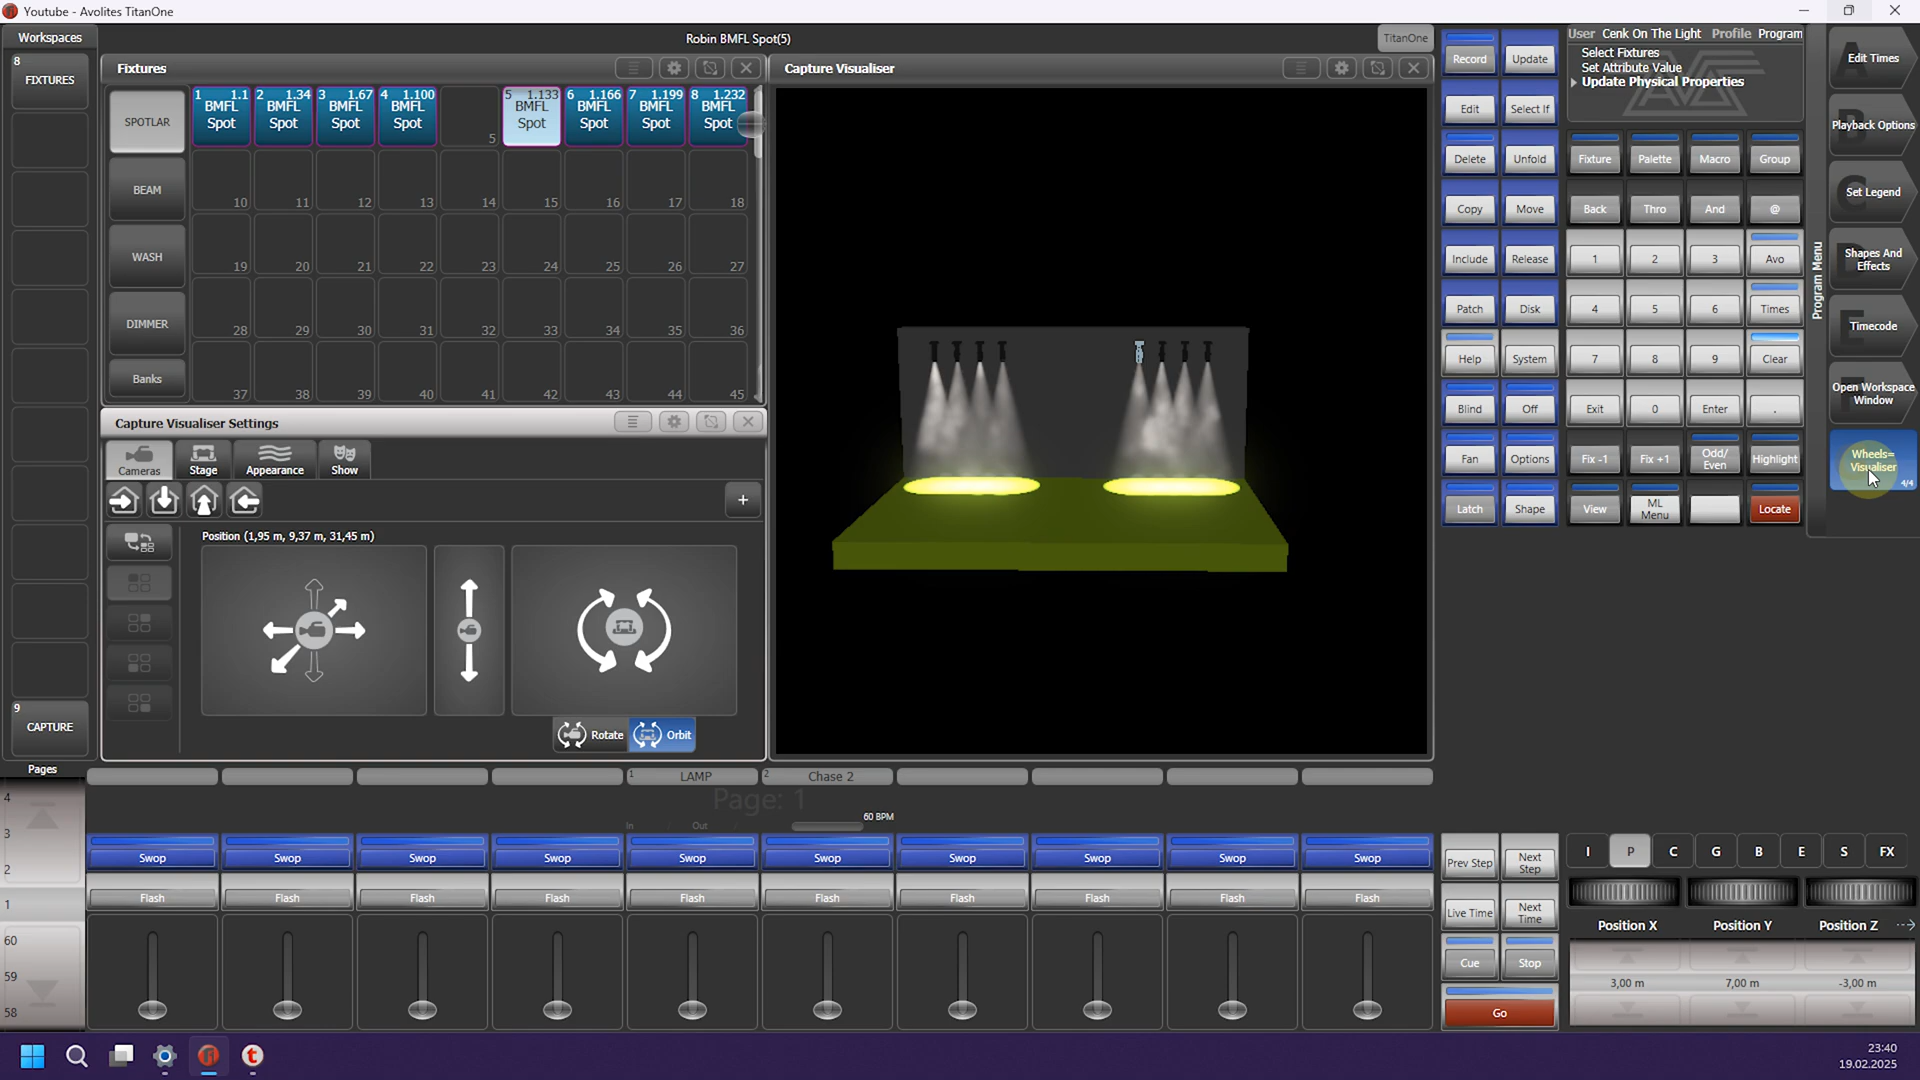 Youtube - Avolites TitanOne
Workspaces
Robin BMFL Spot(5)
TitanOne
8
FIXTURES
9
CAPTURE
Fixtures
SPOTLAR
BEAM
WASH
DIMMER
Banks
1 1.1
BMFL
Spot
2 1.34
BMFL
Spot
3 1.67
BMFL
Spot
4 1.100
BMFL
Spot
5
5 1.133
BMFL
Spot
6 1.166
BMFL
Spot
7 1.199
BMFL
Spot
8 1.232
BMFL
Spot
10 11 12 13 14 15 16 17 18
19 20 21 22 23 24 25 26 27
28 29 30 31 32 33 34 35 36
37 38 39 40 41 42 43 44 45
Capture Visualiser Settings
Cameras Stage Appearance Show
+
Position (1,95 m, 9,37 m, 31,45 m)
Rotate Orbit
Capture Visualiser
Record Update
Edit Select If
Delete Unfold
Copy Move
Include Release
Patch Disk
Help System
Blind Off
Fan Options
Latch Shape
User Cenk On The Light Profile Program
Select Fixtures
Set Attribute Value
Update Physical Properties
Fixture Palette Macro Group
Back Thro And @
1 2 3 Avo
4 5 6 Times
7 8 9 Clear
Exit 0 Enter .
Fix -1 Fix +1 Odd/
Even Highlight
View ML
Menu Locate
Program Menu
A
Edit Times
B
Playback Options
C
Set Legend
D
Shapes And
Effects
E
Timecode
F
Open Workspace
Window
Wheels=
Visualiser
4/4
Pages
4
3
2
1
60
59
58
1 LAMP
2 Chase 2
Page: 1
In / Out /
60 BPM
Swop Swop Swop Swop Swop Swop Swop Swop Swop Swop
Flash Flash Flash Flash Flash Flash Flash Flash Flash Flash
Prev Step Next
Step
Live Time Next
Time
Cue Stop
Go
I P C G B E S FX
Position X Position Y Position Z
3,00 m 7,00 m -3,00 m
23:40
19.02.2025